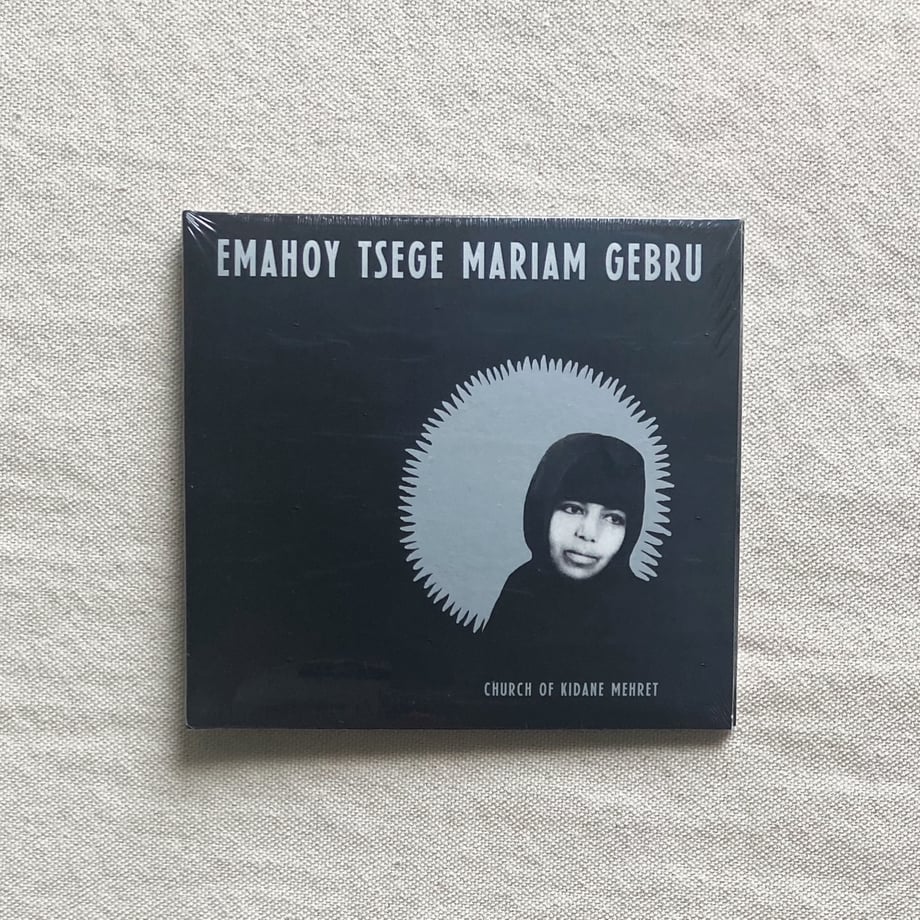 EMAHOY TSEGE MARIAM GEBRU
CHURCH OF KIDANE MEHRET